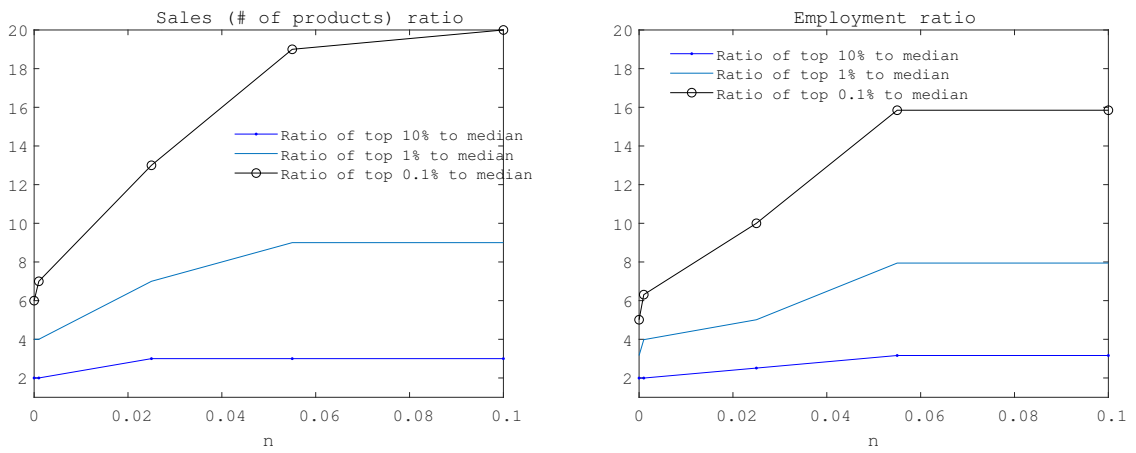 Sales (# of products) ratio
20
18
16
14
12
10
8
6
4
2
Ratio of top 10% to median
Ratio of top 1% to median
Ratio of top 0.1% to median
0 0.02 0.04 0.06 0.08 0.1
n
Employment ratio
20
18
16
14
12
10
8
6
4
2
Ratio of top 10% to median
Ratio of top 1% to median
Ratio of top 0.1% to median
0 0.02 0.04 0.06 0.08 0.1
n